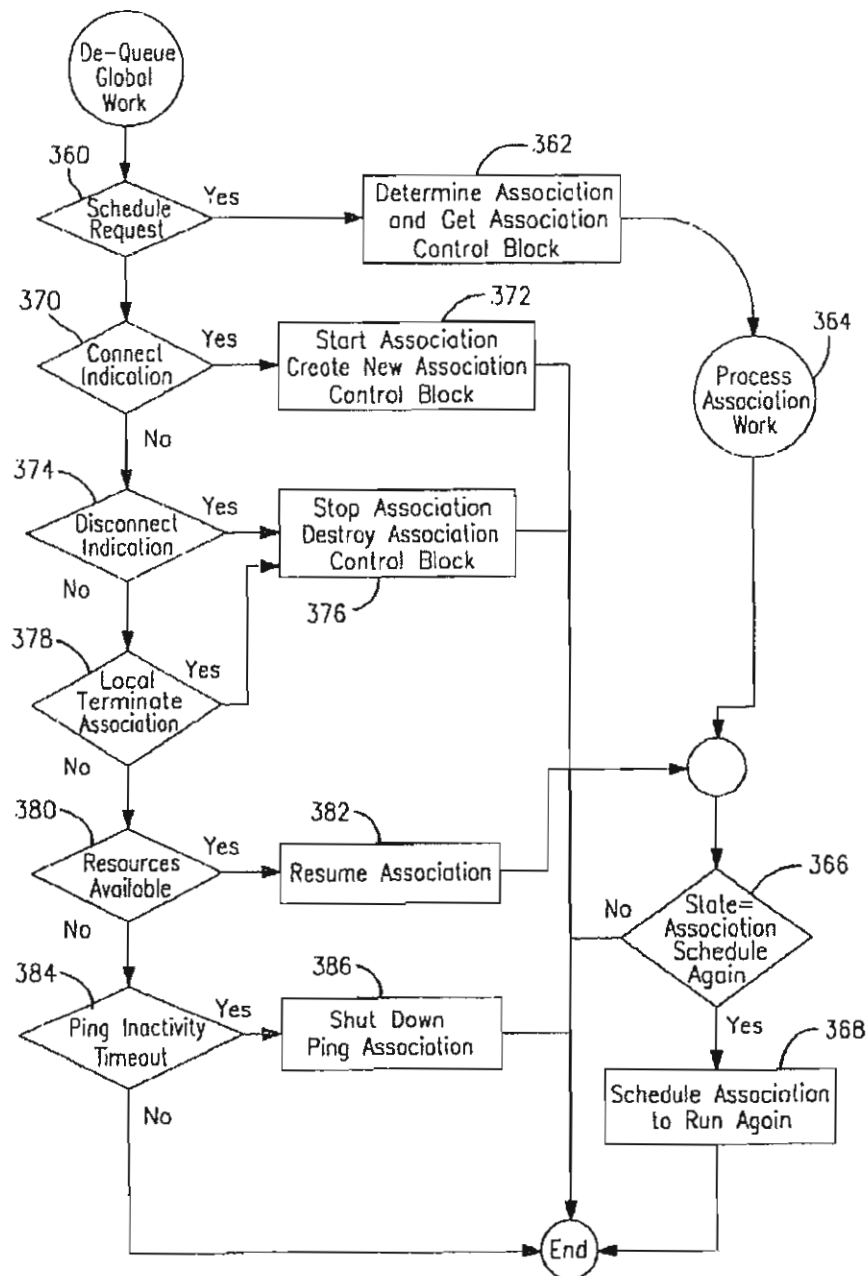 De-Queue
Global
Work
360
Schedule
Request
Yes
362
Determine Association
and Get Association
Control Block
364
Process
Association
Work
370
Connect
Indication
Yes
No
372
Start Association
Create New Association
Control Block
374
Disconnect
Indication
Yes
No
Stop Association
Destroy Association
Control Block
376
378
Local
Terminate
Association
Yes
No
380
Resources
Available
Yes
No
382
Resume Association
366
State=
Association
Schedule
Again
No
Yes
384
Ping Inactivity
Timeout
Yes
No
386
Shut Down
Ping Association
368
Schedule Association
to Run Again
End